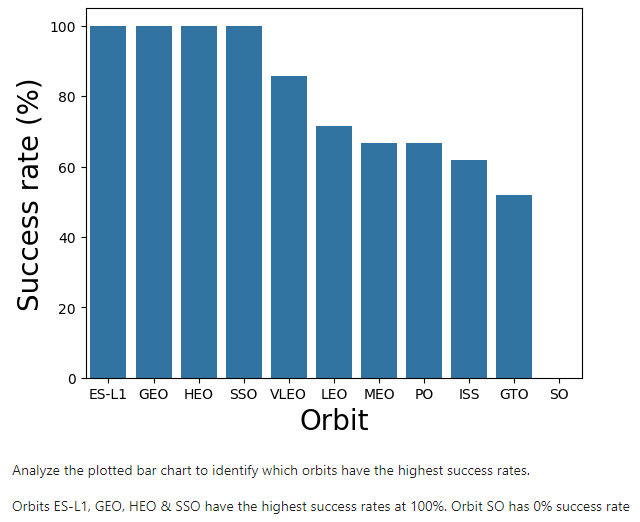 100
80
60
40
20
0
Success rate (%)
ES-L1 GEO HEO SSO VLEO LEO MEO PO ISS GTO SO
Orbit
Analyze the plotted bar chart to identify which orbits have the highest success rates.
Orbits ES-L1, GEO, HEO & SSO have the highest success rates at 100%. Orbit SO has 0% success rate